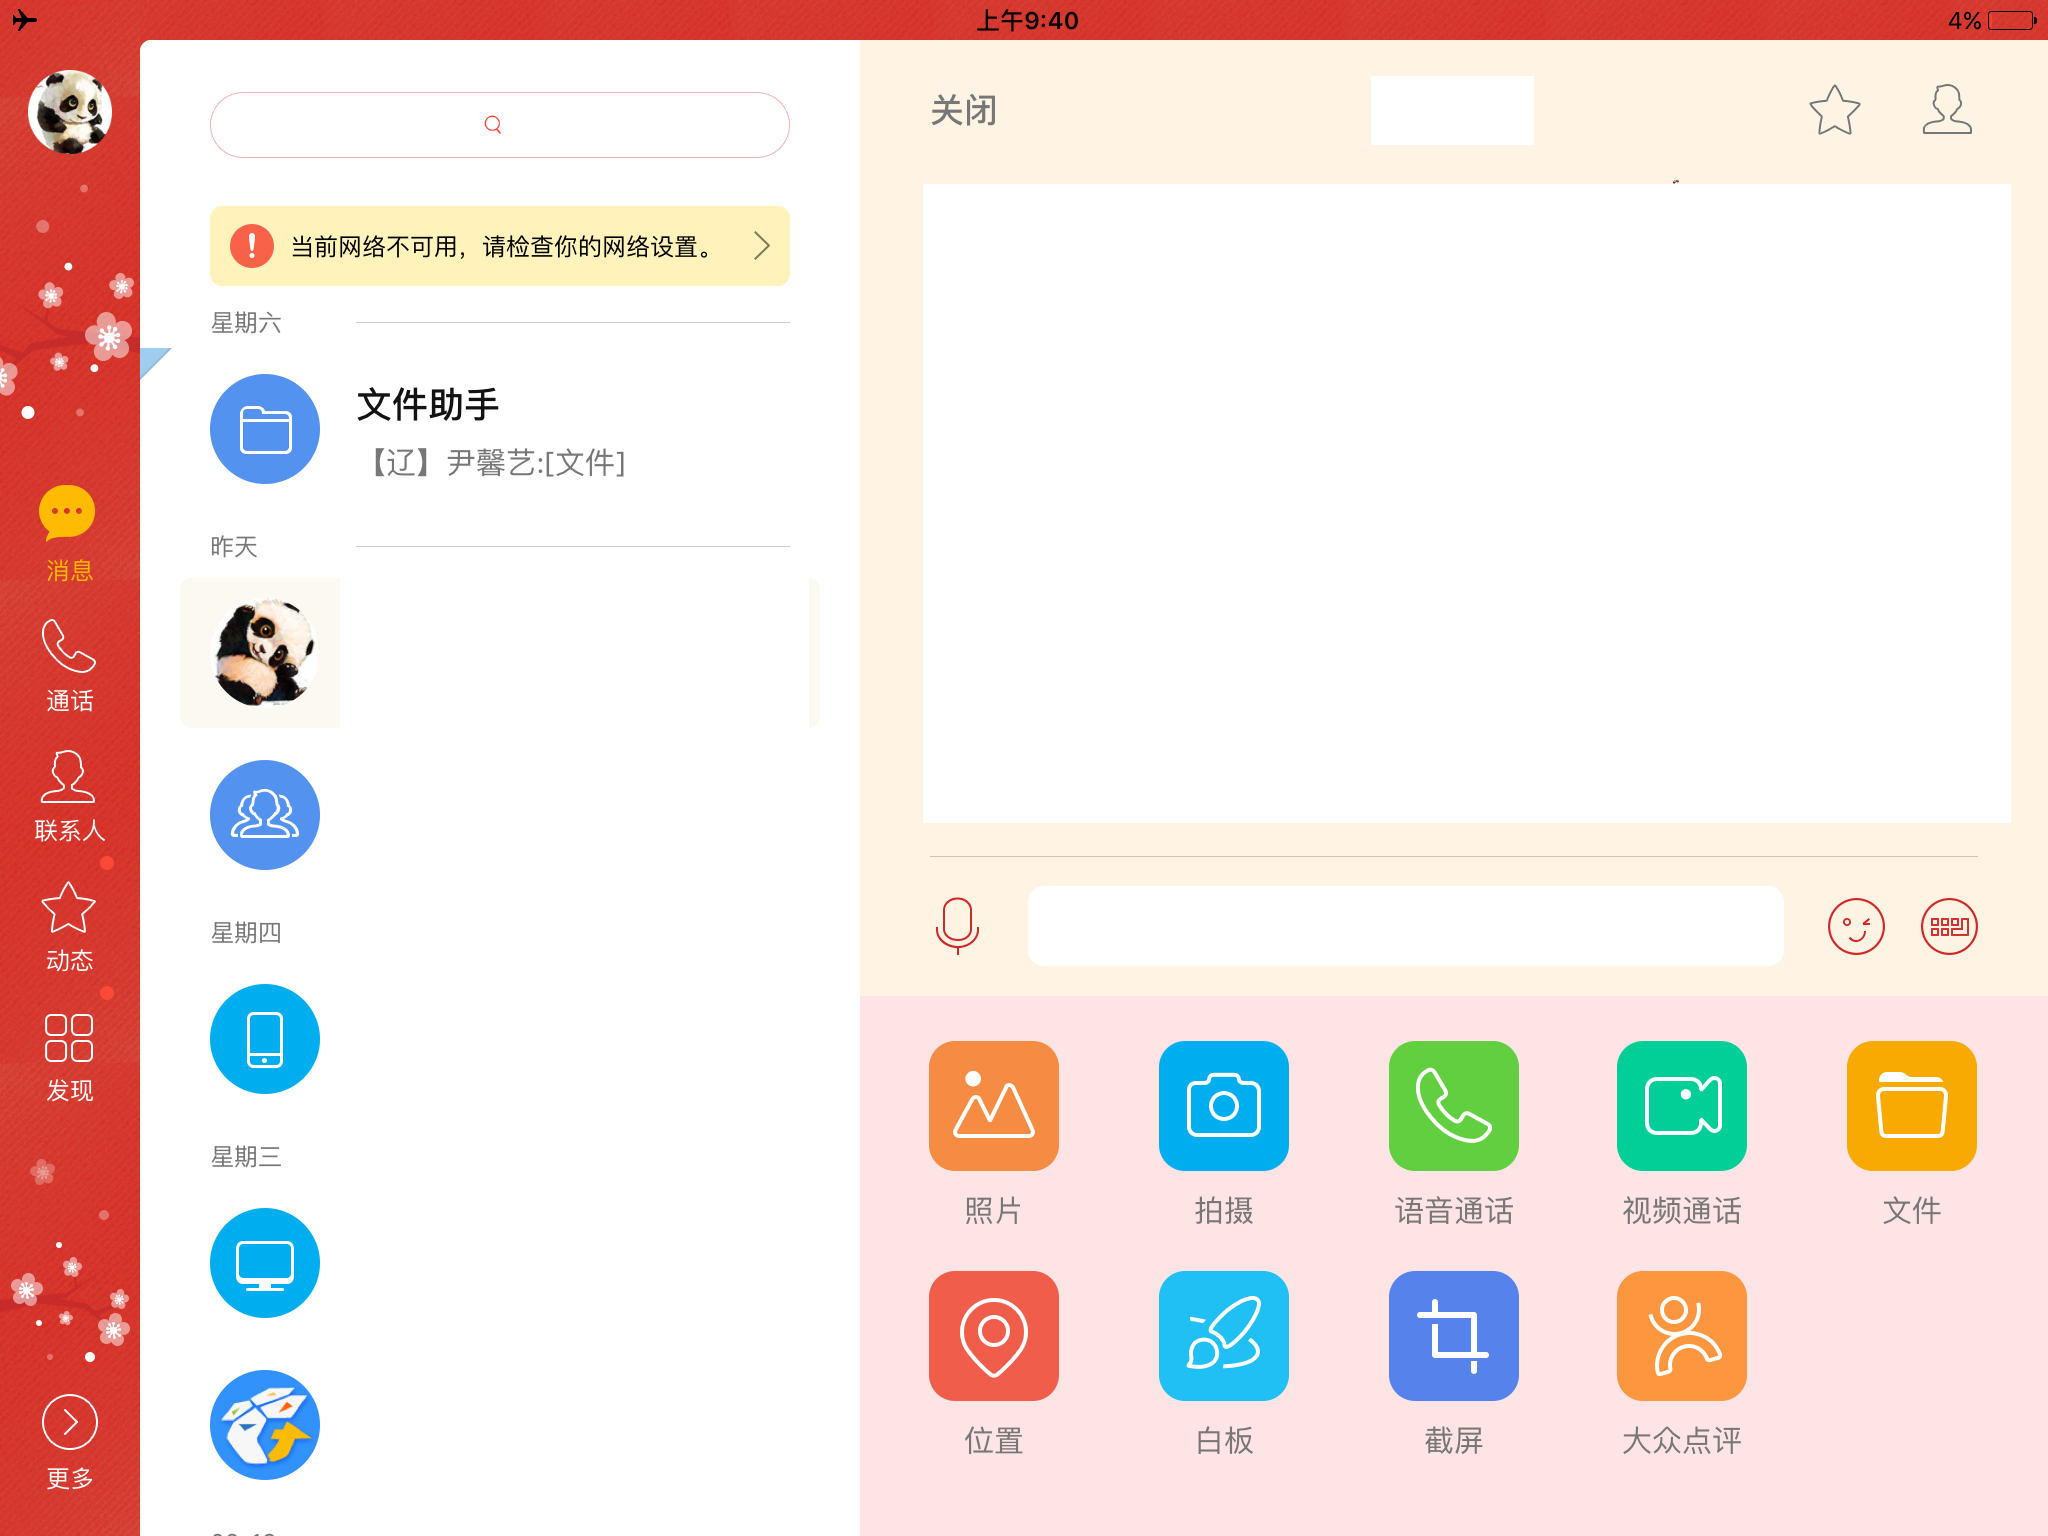 上午9:40
4%
消息
通话
联系人
动态
发现
更多
当前网络不可用，请检查你的网络设置。
星期六
文件助手
【辽】尹馨艺:[文件]
昨天
星期四
星期三
关闭
照片
拍摄
语音通话
视频通话
文件
位置
白板
截屏
大众点评